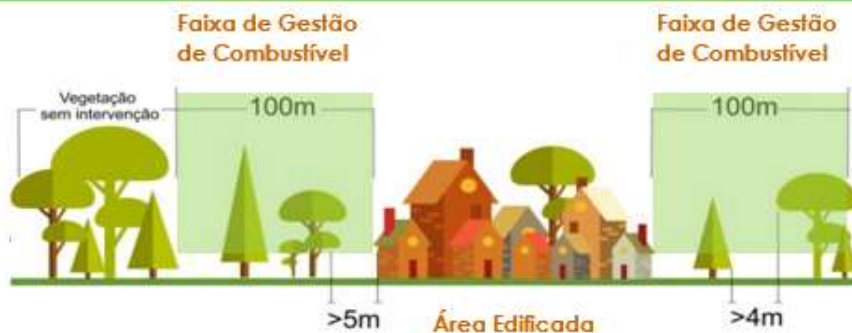 Faixa de Gestão
de Combustível
Faixa de Gestão
de Combustível
Vegetação
sem intervenção
100m
100m
>5m
Área Edificada
>4m